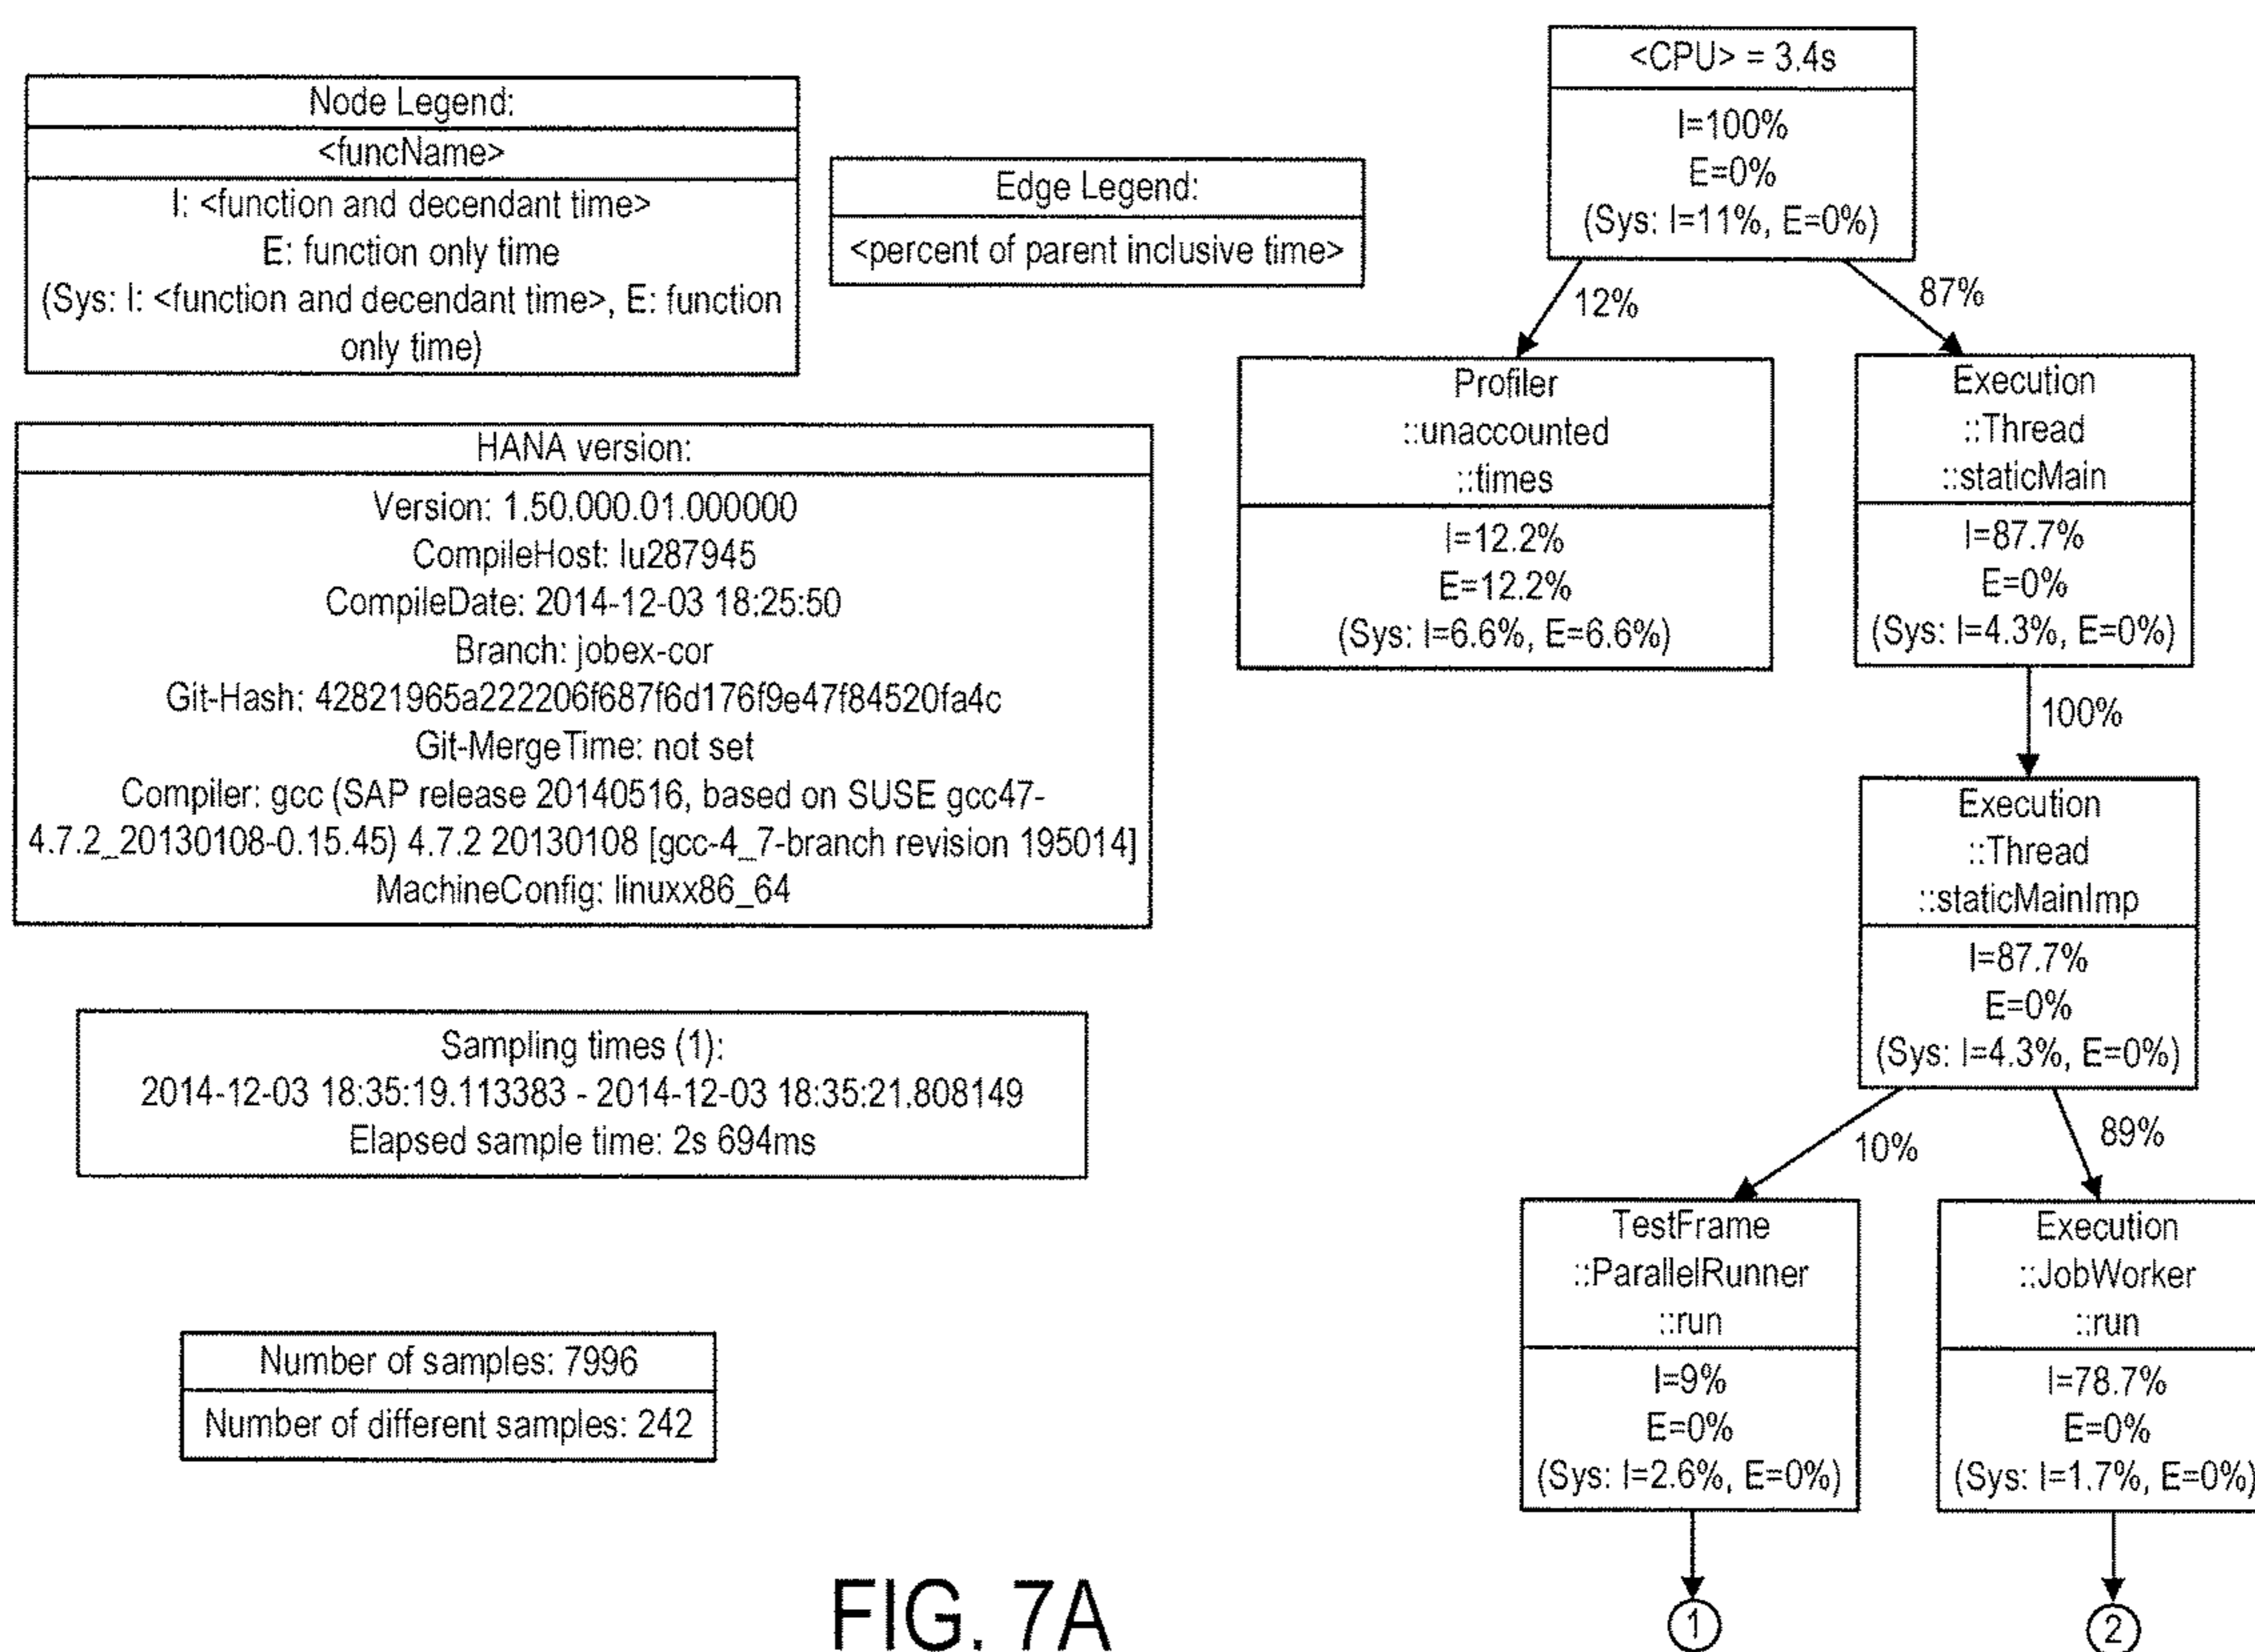 Node Legend:
<funcName>
I: <function and decendant time>
E: function only time
(Sys: I: <function and decendant time>, E: function
only time)
Edge Legend:
<percent of parent inclusive time>
HANA version:
Version: 1.50.000.01.000000
CompileHost: lu287945
CompileDate: 2014-12-03 18:25:50
Branch: jobex-cor
Git-Hash: 42821965a222206f687f6d176f9e47f84520fa4c
Git-MergeTime: not set
Compiler: gcc (SAP release 20140516, based on SUSE gcc47-
4.7.2_20130108-0.15.45) 4.7.2 20130108 [gcc-4_7-branch revision 195014]
MachineConfig: linuxx86_64
Sampling times (1):
2014-12-03 18:35:19.113383 - 2014-12-03 18:35:21.808149
Elapsed sample time: 2s 694ms
Number of samples: 7996
Number of different samples: 242
<CPU> = 3.4s
I=100%
E=0%
(Sys: I=11%, E=0%)
12%
87%
Profiler
::unaccounted
::times
I=12.2%
E=12.2%
(Sys: I=6.6%, E=6.6%)
Execution
::Thread
::staticMain
I=87.7%
E=0%
(Sys: I=4.3%, E=0%)
100%
Execution
::Thread
::staticMainImp
I=87.7%
E=0%
(Sys: I=4.3%, E=0%)
10%
89%
TestFrame
::ParallelRunner
::run
I=9%
E=0%
(Sys: I=2.6%, E=0%)
1
Execution
::JobWorker
::run
I=78.7%
E=0%
(Sys: I=1.7%, E=0%)
2
FIG. 7A